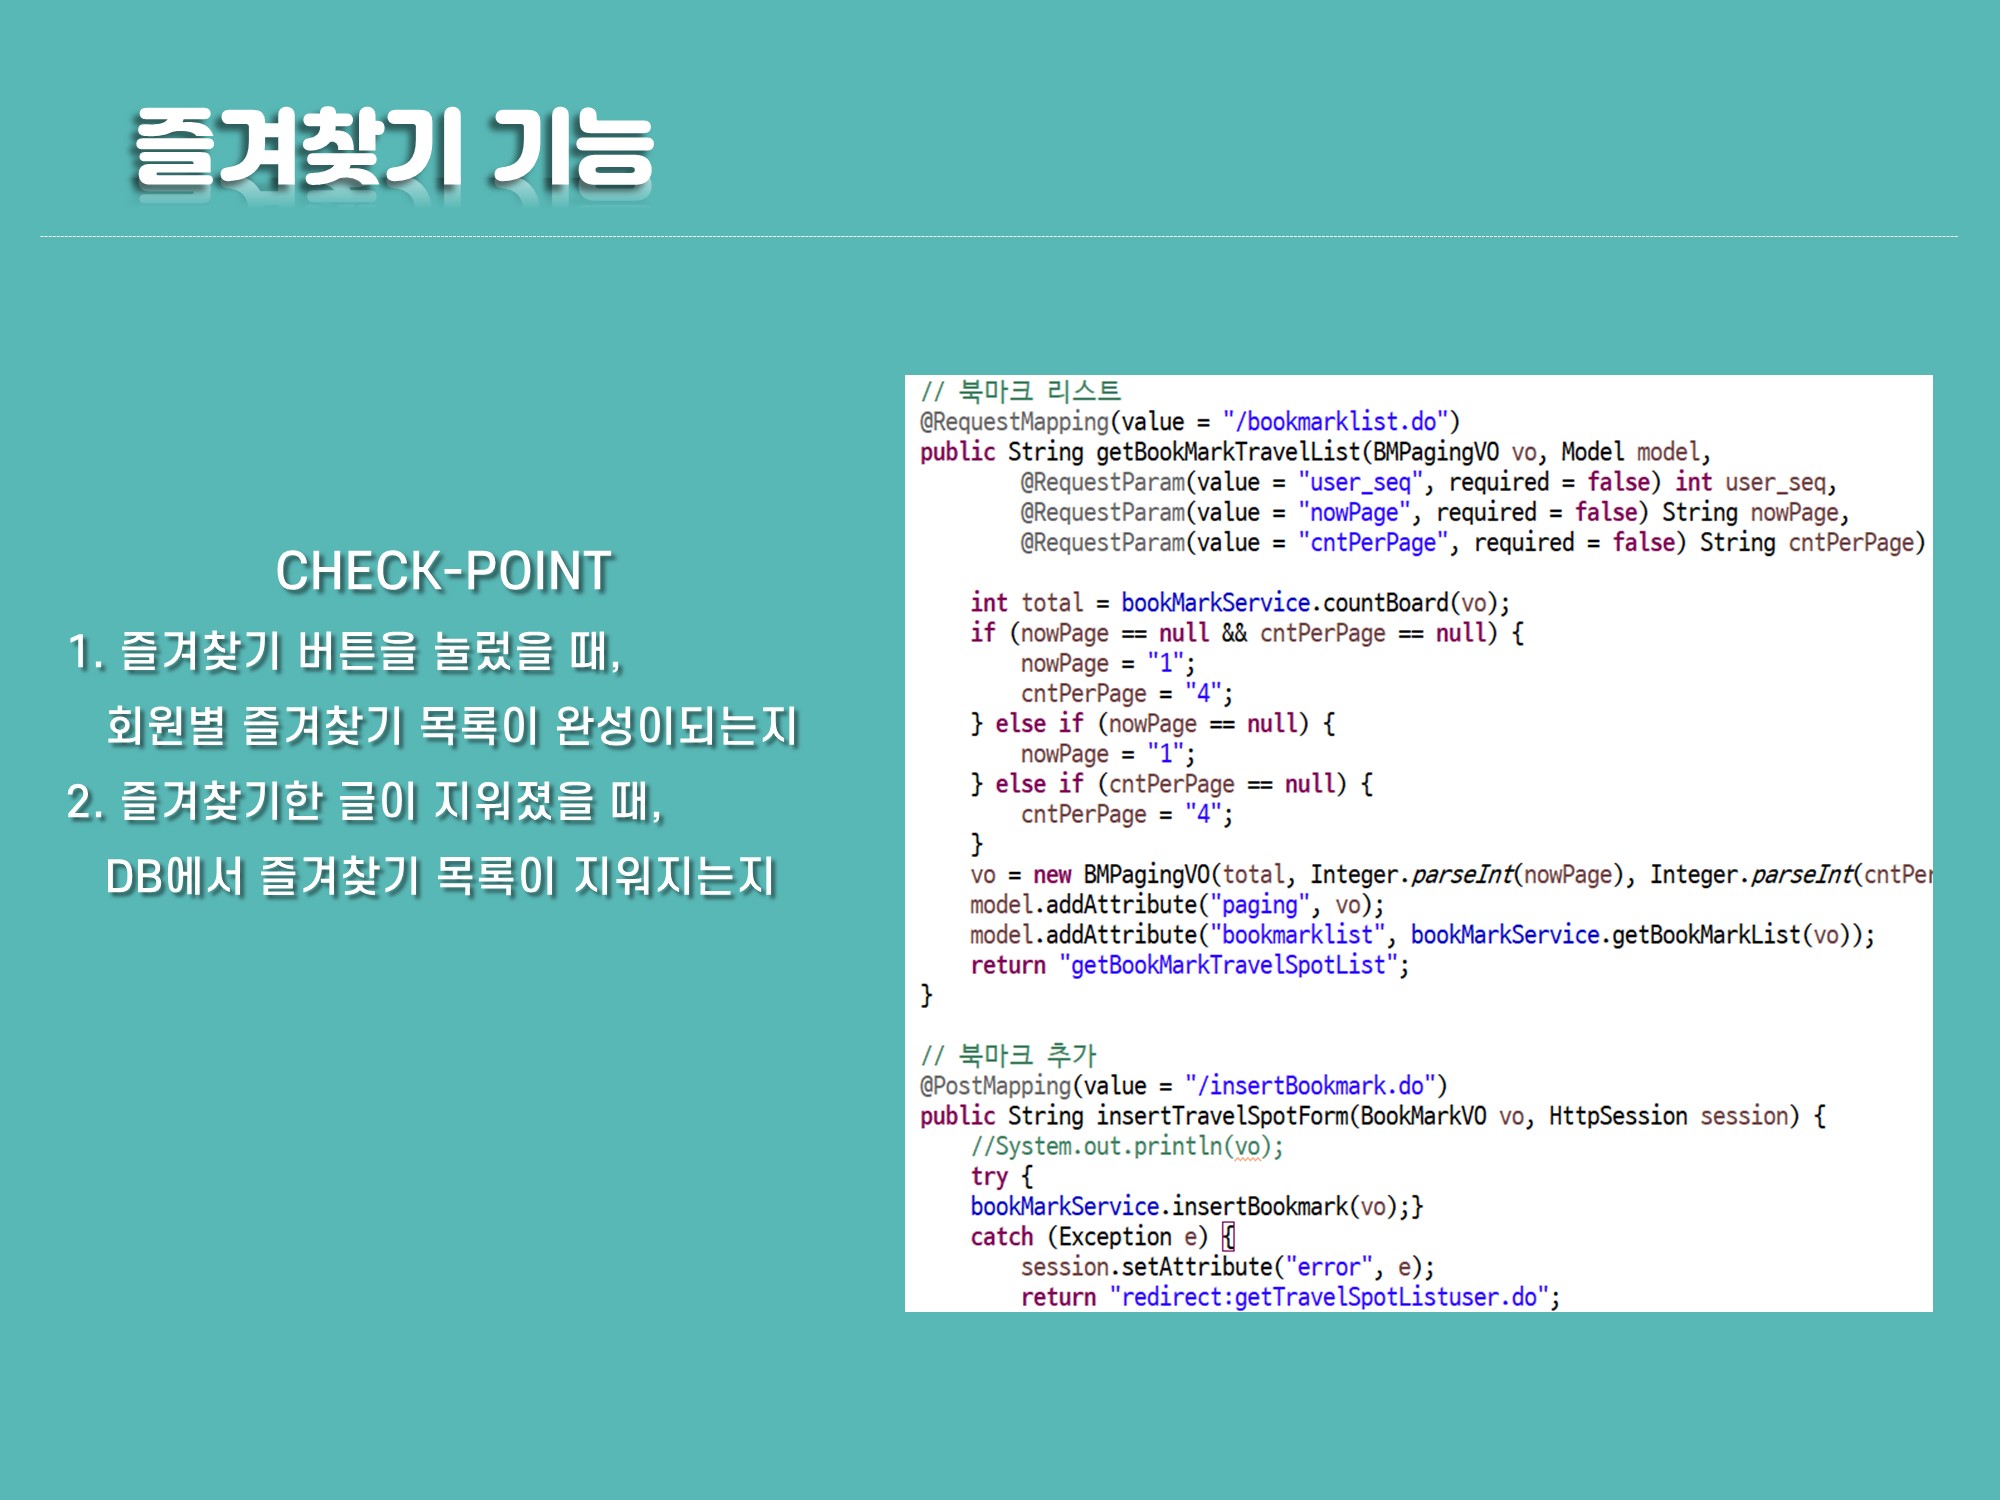 즐겨찾기 기능
CHECK-POINT
1. 즐겨찾기 버튼을 눌렀을 때,
회원별 즐겨찾기 목록이 완성이되는지
2. 즐겨찾기한 글이 지워졌을 때,
DB에서 즐겨찾기 목록이 지워지는지
// 북마크 리스트
@RequestMapping(value = "/bookmarklist.do")
public String getBookMarkTravelList(BMPagingVO vo, Model model,
@RequestParam(value = "user_seq", required = false) int user_seq,
@RequestParam(value = "nowPage", required = false) String nowPage,
@RequestParam(value = "cntPerPage", required = false) String cntPerPage)
int total = bookMarkService.countBoard(vo);
if (nowPage == null && cntPerPage == null) {
nowPage = "1";
cntPerPage = "4";
} else if (nowPage == null) {
nowPage = "1";
} else if (cntPerPage == null) {
cntPerPage = "4";
}
vo = new BMPagingVO(total, Integer.parseInt(nowPage), Integer.parseInt(cntPer
model.addAttribute("paging", vo);
model.addAttribute("bookmarklist", bookMarkService.getBookMarkList(vo));
return "getBookMarkTravelSpotList";
}
// 북마크 추가
@PostMapping(value = "/insertBookmark.do")
public String insertTravelSpotForm(BookMarkVO vo, HttpSession session) {
//System.out.println(vo);
try {
bookMarkService.insertBookmark(vo);}
catch (Exception e) {
session.setAttribute("error", e);
return "redirect:getTravelSpotListuser.do";